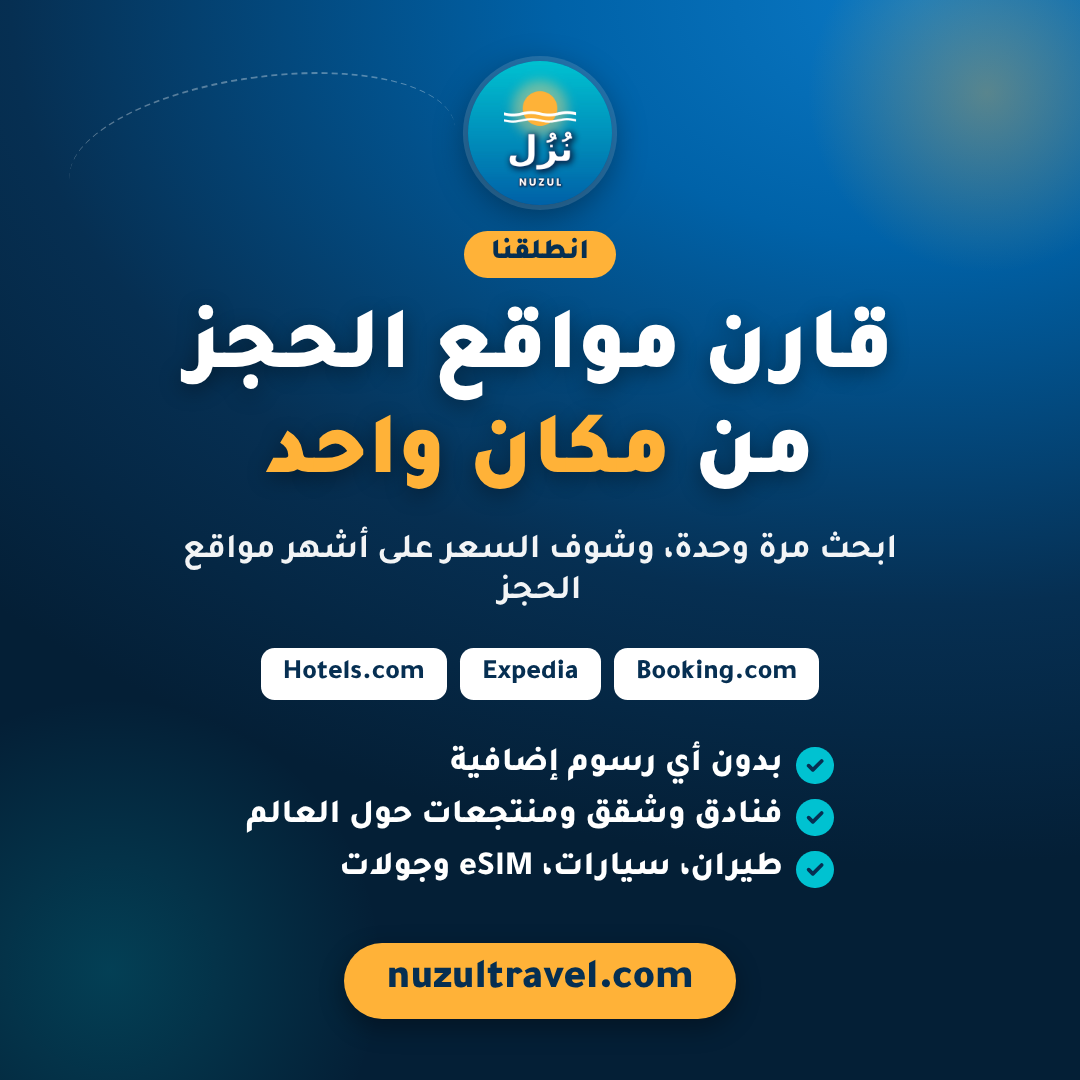 نُزُل
NUZUL
انطلقنا
قارن مواقع الحجز
من مكان واحد
ابحث مرة وحدة، وشوف السعر على أشهر مواقع
الحجز
Booking.com Expedia Hotels.com
بدون أي رسوم إضافية
فنادق وشقق ومنتجعات حول العالم
طيران، سيارات، eSIM وجولات
nuzultravel.com